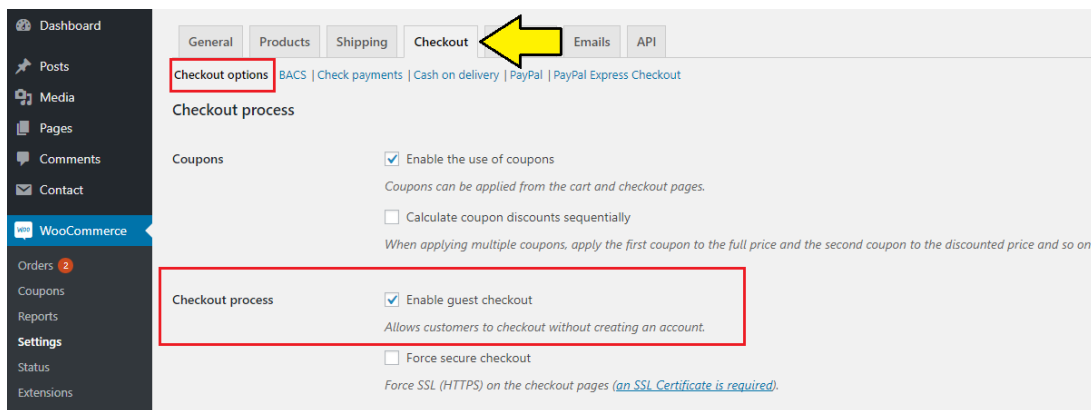 Dashboard
Posts
Media
Pages
Comments
Contact
woo WooCommerce
Orders 2
Coupons
Reports
Settings
Status
Extensions
General Products Shipping Checkout Emails API
Checkout options BACS | Check payments | Cash on delivery | PayPal | PayPal Express Checkout
Checkout process
Coupons Enable the use of coupons
Coupons can be applied from the cart and checkout pages.
Calculate coupon discounts sequentially
When applying multiple coupons, apply the first coupon to the full price and the second coupon to the discounted price and so on
Checkout process Enable guest checkout
Allows customers to checkout without creating an account.
Force secure checkout
Force SSL (HTTPS) on the checkout pages (an SSL Certificate is required).